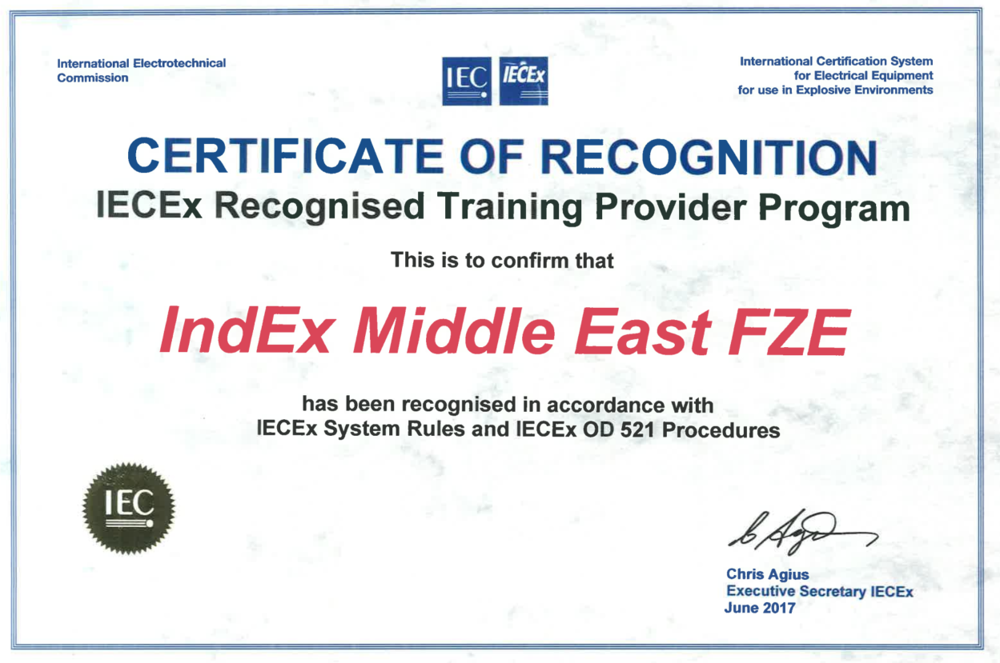 International Electrotechnical
Commission
IEC
IECEx
International Certification System
for Electrical Equipment
for use in Explosive Environments
CERTIFICATE OF RECOGNITION
IECEx Recognised Training Provider Program
This is to confirm that
IndEx Middle East FZE
has been recognised in accordance with
IECEx System Rules and IECEx OD 521 Procedures
IEC
Chris Agius
Executive Secretary IECEx
June 2017